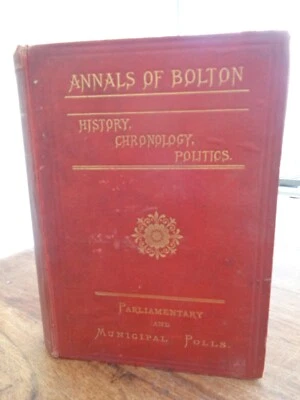 ANNALS OF BOLTON
HISTORY,
CHRONOLOGY,
POLITICS.
PARLIAMENTARY
AND
MUNICIPAL POLLS.